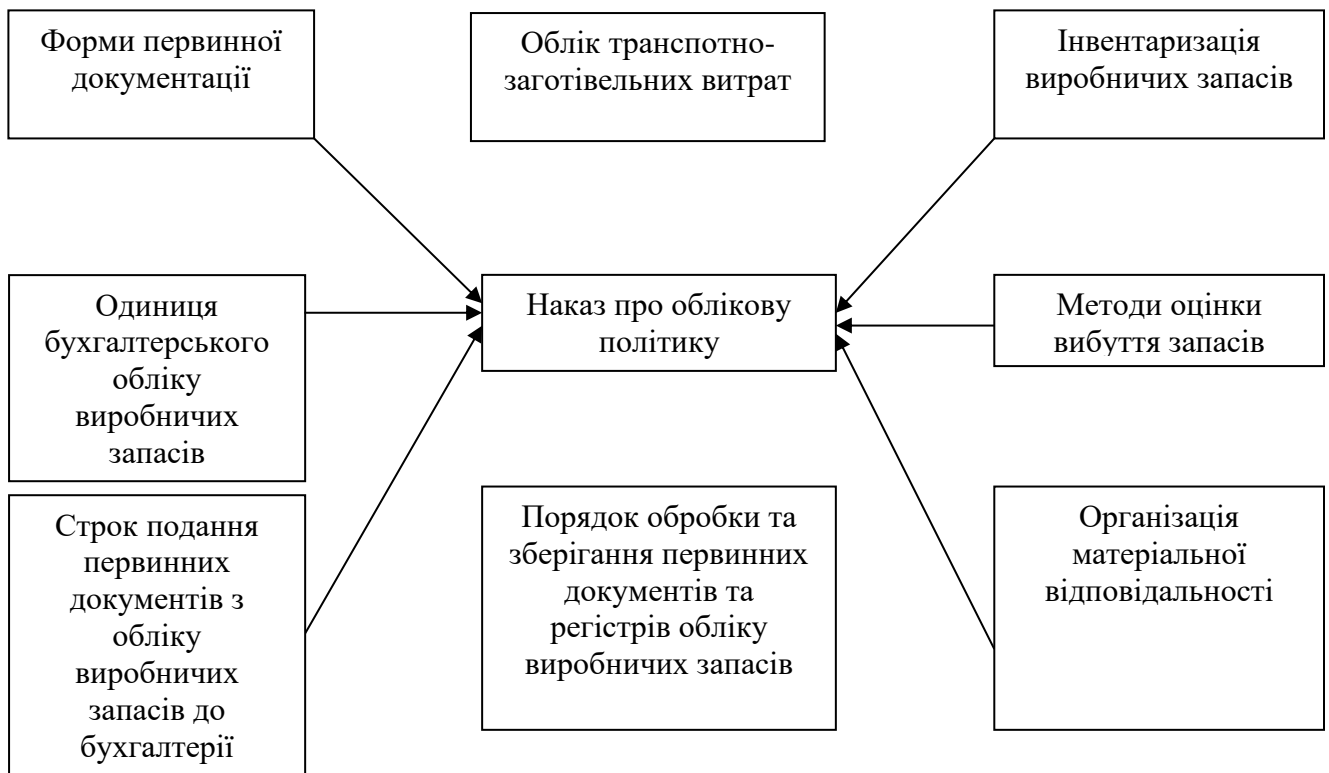 Форми первинної
документації
Облік транспотно-
заготівельних витрат
Інвентаризація
виробничих запасів
Одиниця
бухгалтерського
обліку
виробничих
запасів
Наказ про облікову
політику
Методи оцінки
вибуття запасів
Строк подання
первинних
документів з
обліку
виробничих
запасів до
бухгалтерії
Порядок обробки та
зберігання первинних
документів та
регістрів обліку
виробничих запасів
Організація
матеріальної
відповідальності